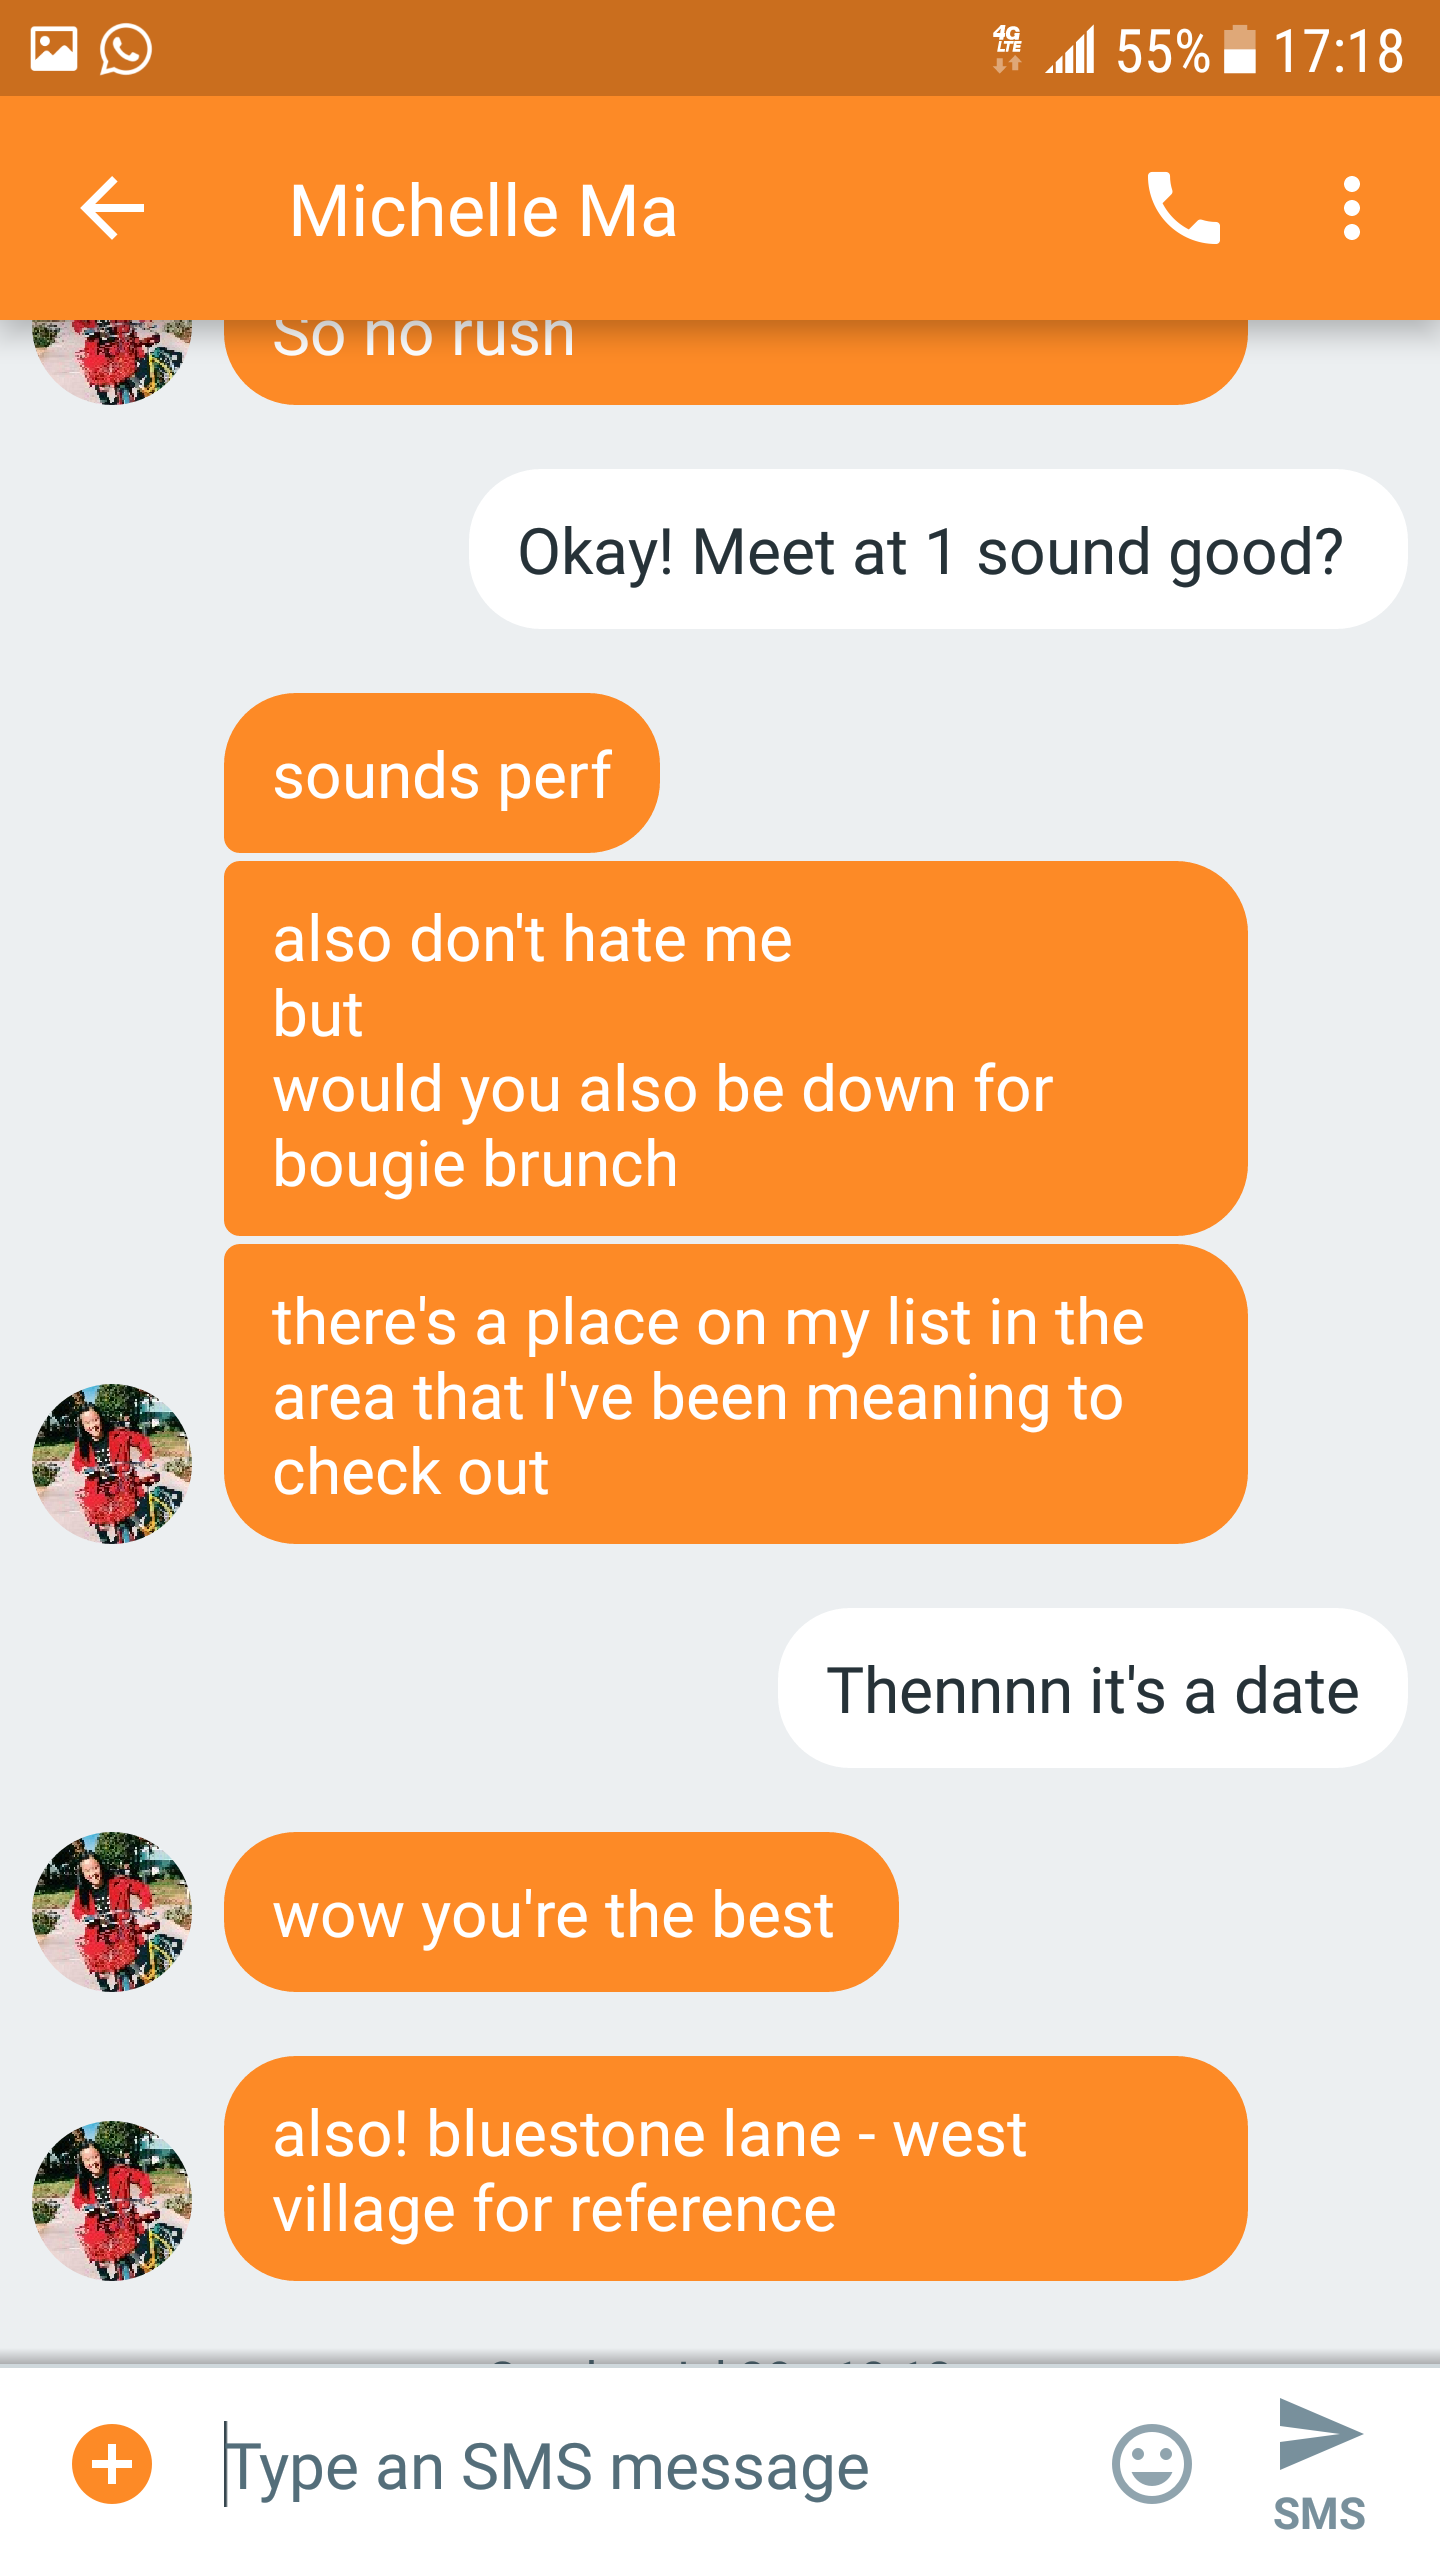 4G
LTE
55%
17:18
Michelle Ma
So no rush
Okay! Meet at 1 sound good?
sounds perf
also don't hate me
but
would you also be down for
bougie brunch
there's a place on my list in the
area that I've been meaning to
check out
Thennnn it's a date
wow you're the best
also! bluestone lane - west
village for reference
Type an SMS message
SMS